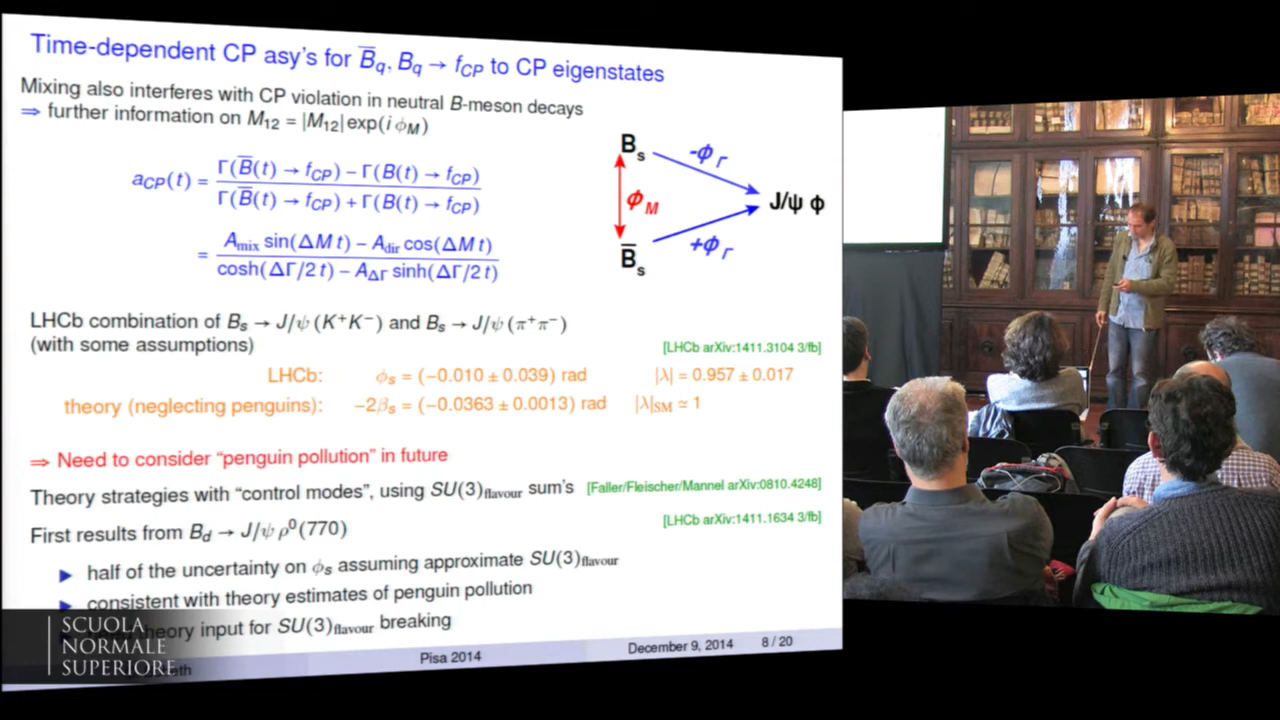 Time-dependent CP asy's for B̅q, Bq → fCP to CP eigenstates
Mixing also interferes with CP violation in neutral B-meson decays
⇒ further information on M12 = |M12| exp(i ϕM)
aCP(t) = Γ(B̅(t) → fCP) − Γ(B(t) → fCP) / Γ(B̅(t) → fCP) + Γ(B(t) → fCP)
= Amix sin(ΔM t) − Adir cos(ΔM t) / cosh(ΔΓ/2 t) − AΔΓ sinh(ΔΓ/2 t)
Bs
-ϕΓ
ϕM
J/ψ Φ
+ϕΓ
B̅s
LHCb combination of Bs → J/ψ (K+K−) and Bs → J/ψ (π+π−)
(with some assumptions)
[LHCb arXiv:1411.3104 3/fb]
LHCb: ϕs = (−0.010 ± 0.039) rad |λ| = 0.957 ± 0.017
theory (neglecting penguins): −2βs = (−0.0363 ± 0.0013) rad |λ|SM ≃ 1
⇒ Need to consider "penguin pollution" in future
Theory strategies with "control modes", using SU(3)flavour sum's [Faller/Fleischer/Mannel arXiv:0810.4248]
First results from Bd → J/ψ ρ0(770) [LHCb arXiv:1411.1634 3/fb]
▶ half of the uncertainty on ϕs assuming approximate SU(3)flavour
▶ consistent with theory estimates of penguin pollution
theory input for SU(3)flavour breaking
Pisa 2014
December 9, 2014
8 / 20
SCUOLA
NORMALE
SUPERIORE